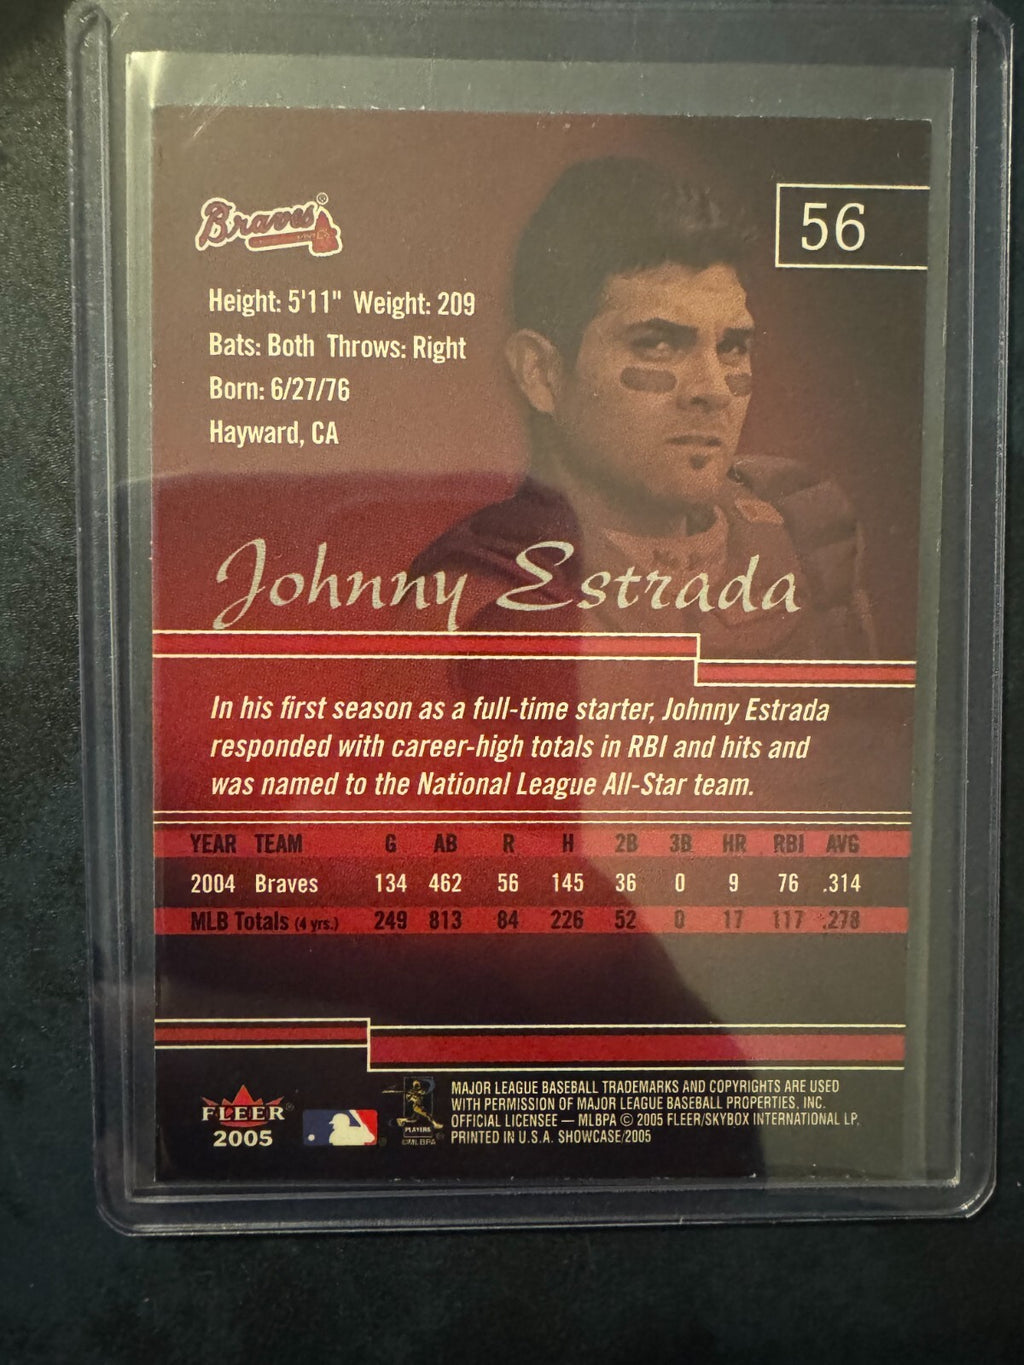 Braves
56
Height: 5'11" Weight: 209
Bats: Both Throws: Right
Born: 6/27/76
Hayward, CA
Johnny Estrada
In his first season as a full-time starter, Johnny Estrada
responded with career-high totals in RBI and hits and
was named to the National League All-Star team.
YEAR TEAM G AB R H 2B 3B HR RBI AVG
2004 Braves 134 462 56 145 36 0 9 76 .314
MLB Totals (4 yrs.) 249 813 84 226 52 0 17 117 .278
FLEER
2005
PLAYERS
©MLBPA
MAJOR LEAGUE BASEBALL TRADEMARKS AND COPYRIGHTS ARE USED
WITH PERMISSION OF MAJOR LEAGUE BASEBALL PROPERTIES, INC.
OFFICIAL LICENSEE — MLBPA © 2005 FLEER/SKYBOX INTERNATIONAL LP.
PRINTED IN U.S.A. SHOWCASE/2005